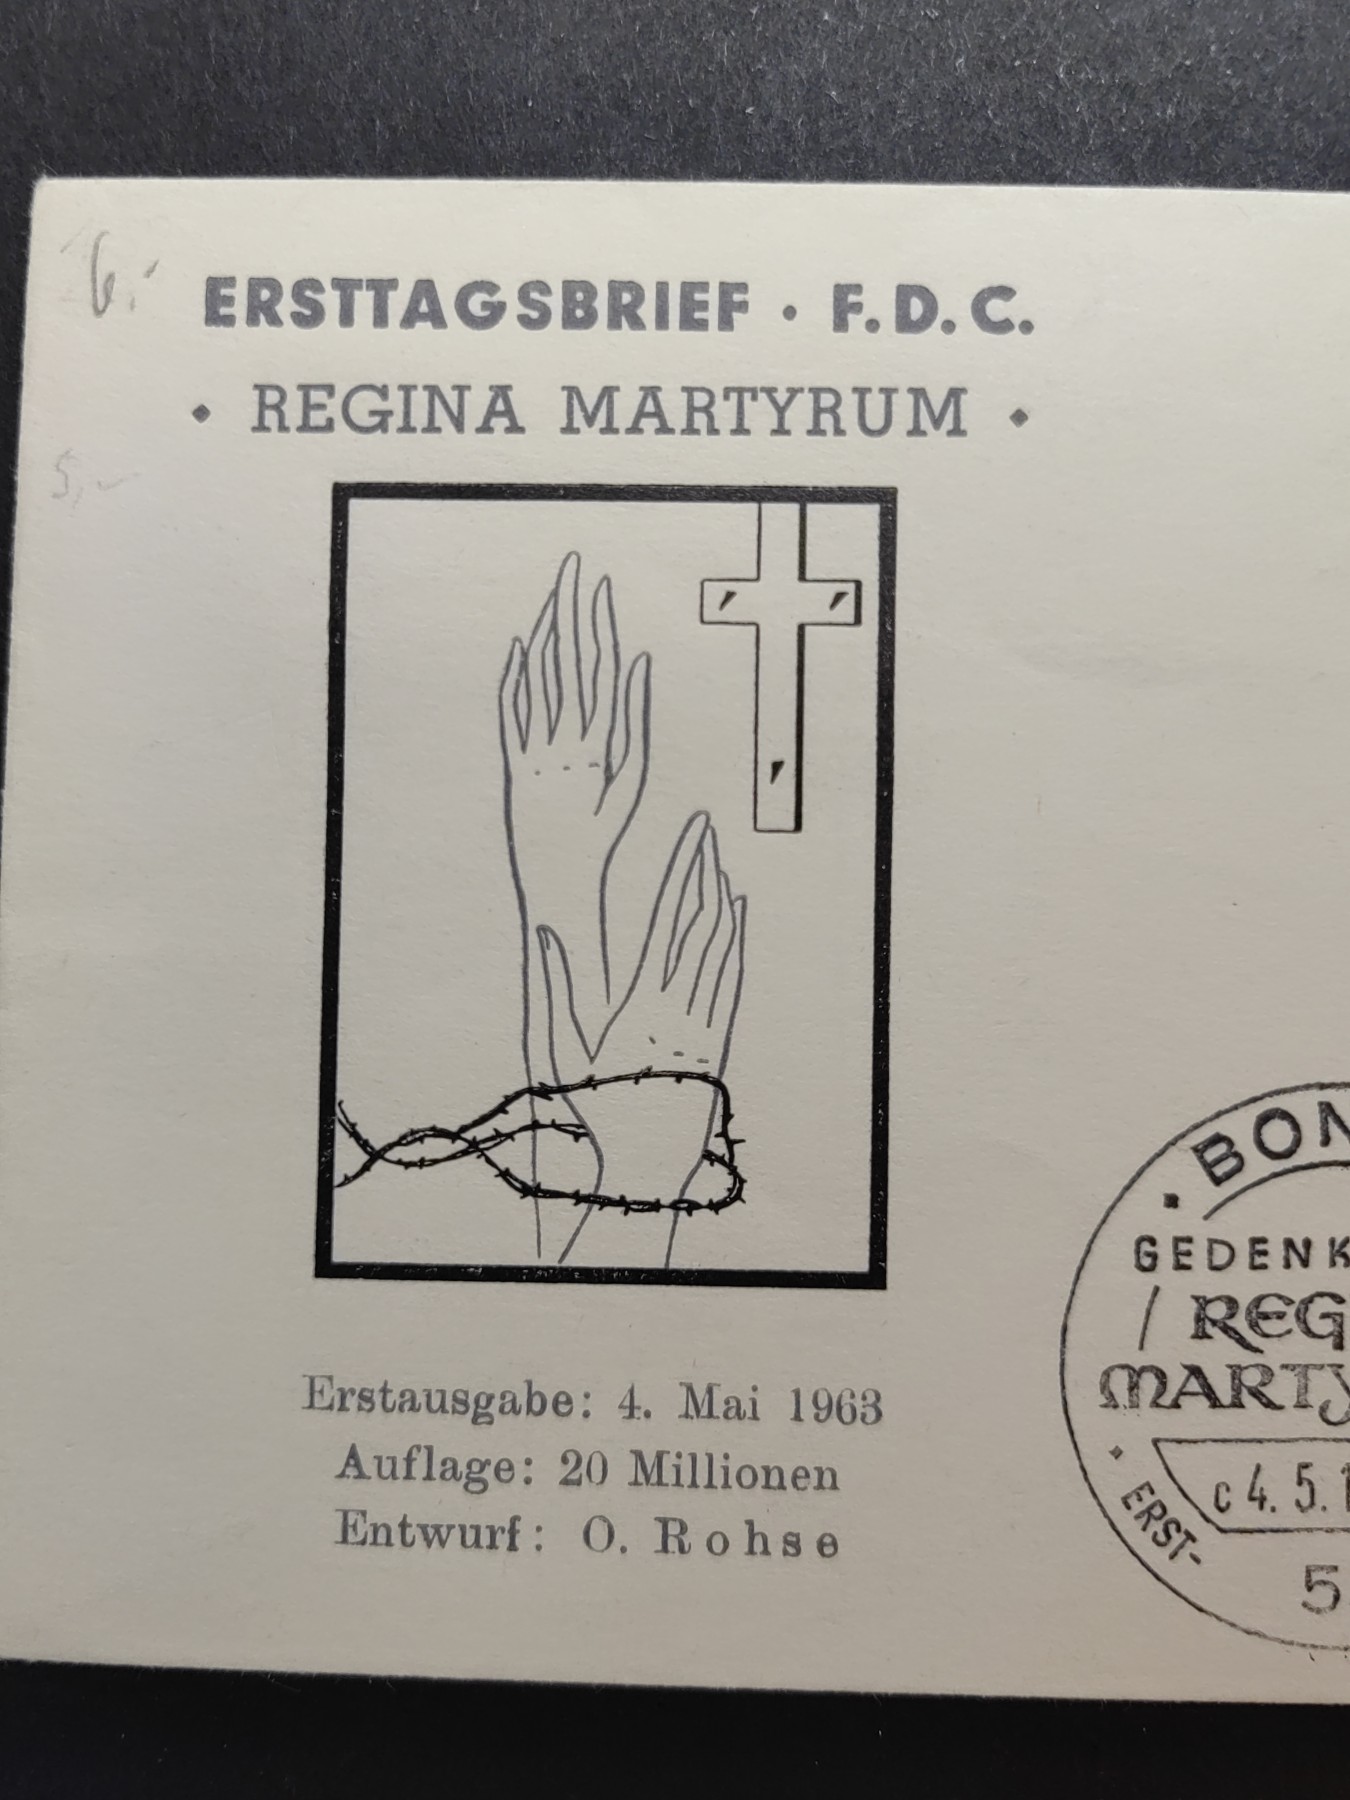 6.-
ERSTTAGSBRIEF · F.D.C.
· REGINA MARTYRUM ·
5,-
Erstausgabe: 4. Mai 1963
Auflage: 20 Millionen
Entwurf: O. Rohse
· BON
GEDENK
REG
MARTY
c 4. 5. 1
· ERST-
5